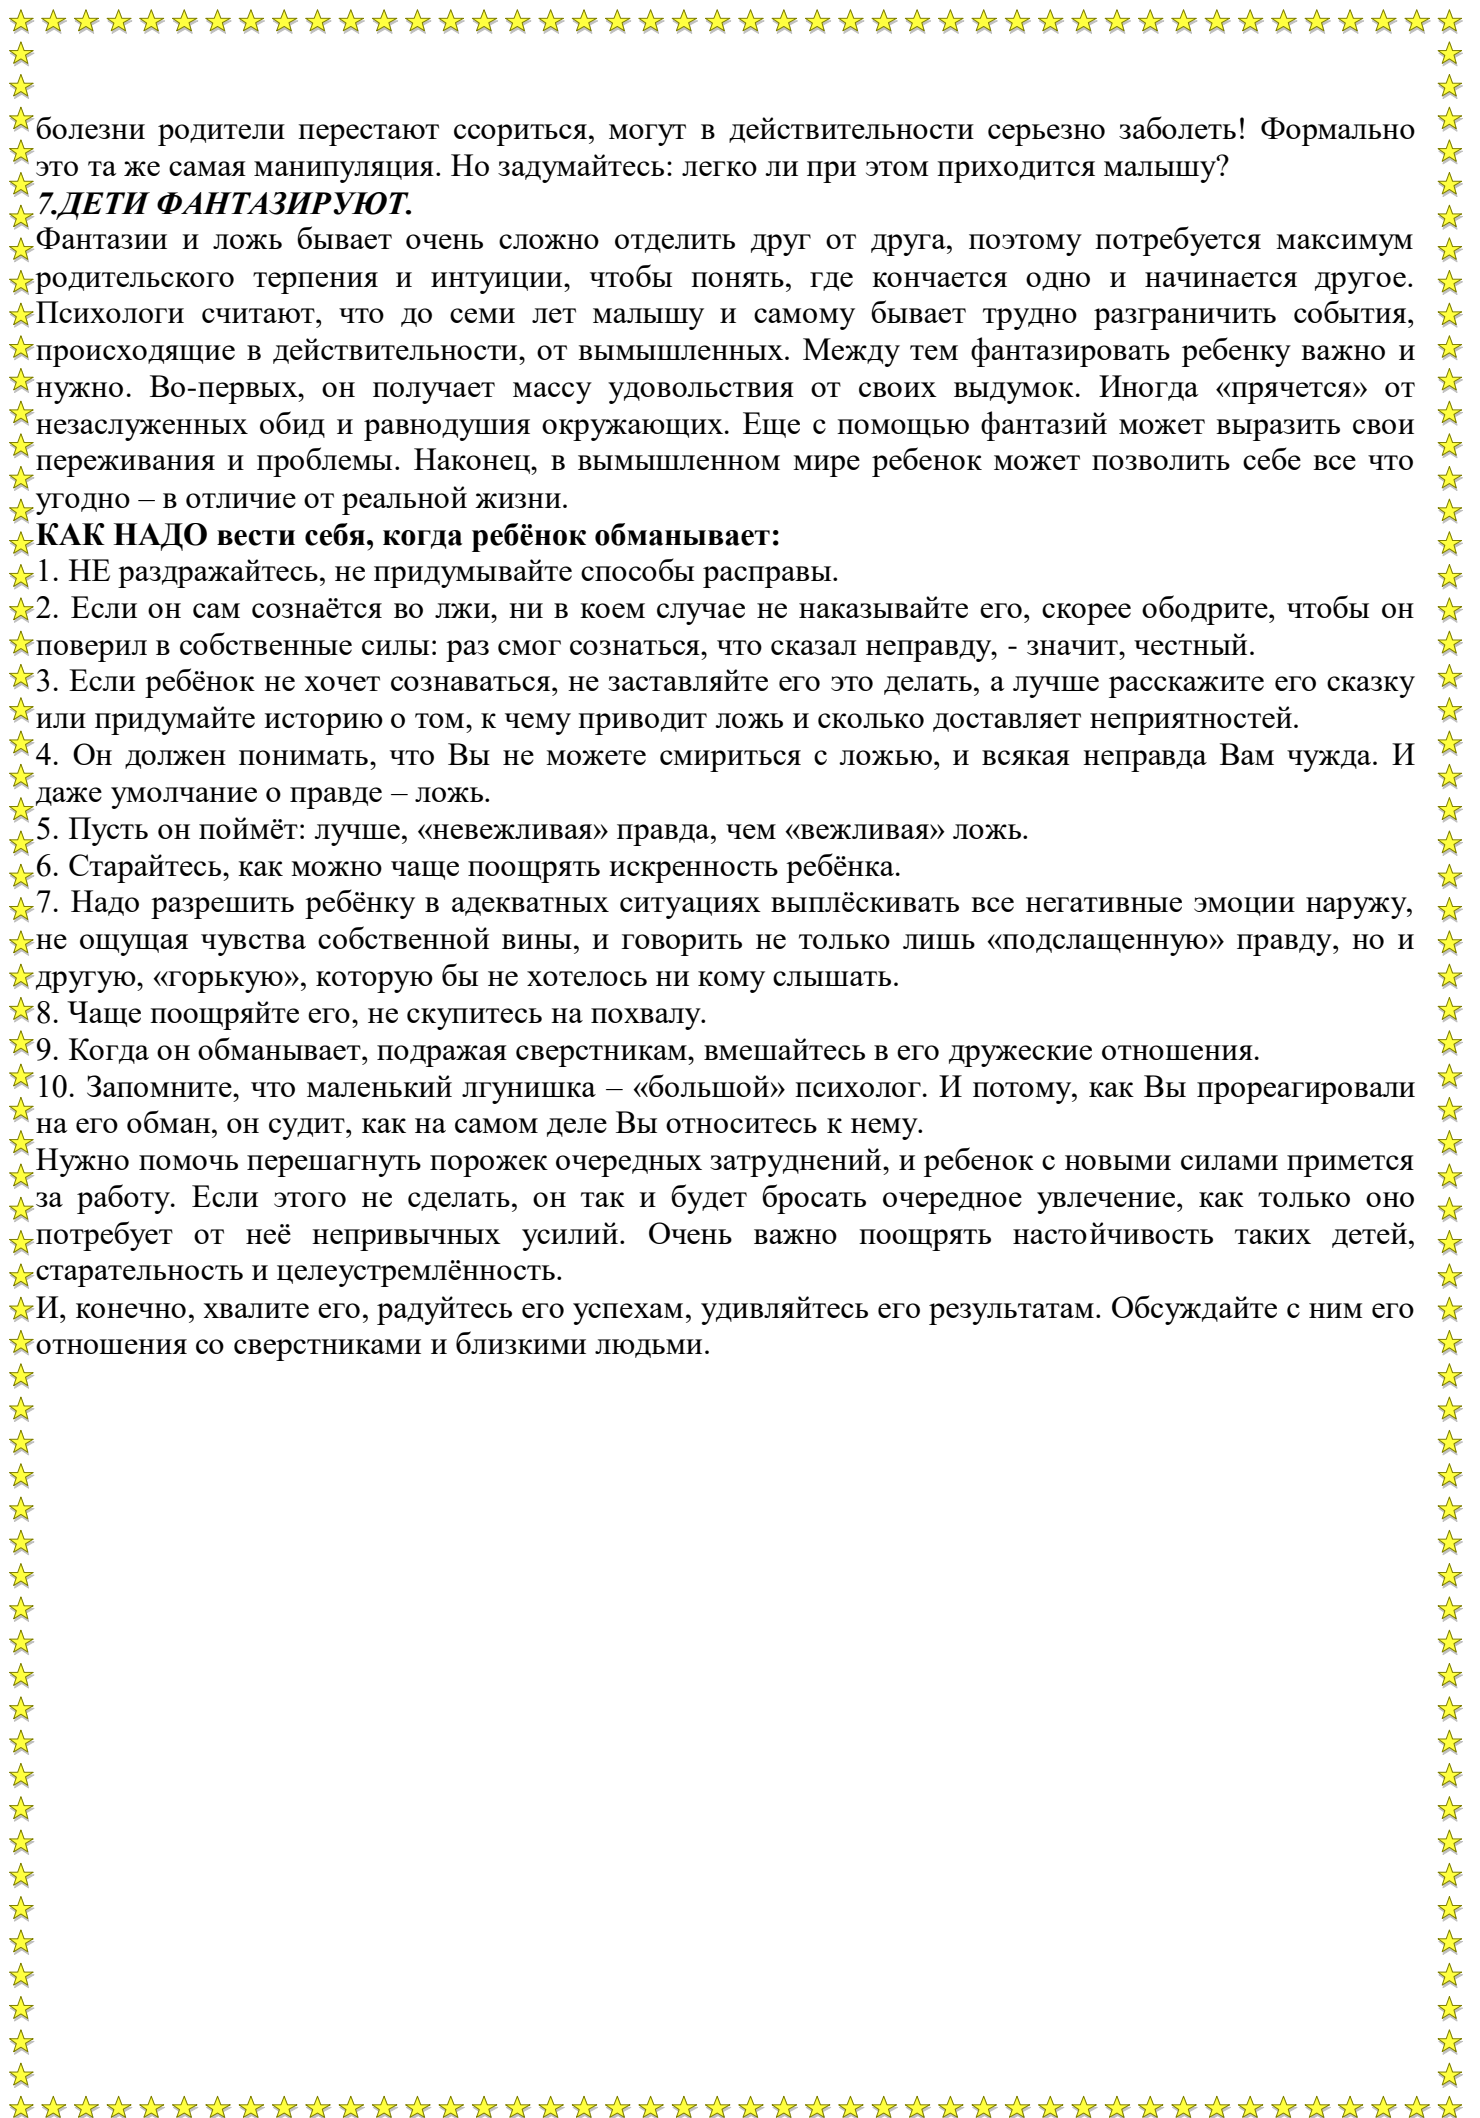 болезни родители перестают ссориться, могут в действительности серьезно заболеть! Формально
это та же самая манипуляция. Но задумайтесь: легко ли при этом приходится малышу?
7.ДЕТИ ФАНТАЗИРУЮТ.
Фантазии и ложь бывает очень сложно отделить друг от друга, поэтому потребуется максимум
родительского терпения и интуиции, чтобы понять, где кончается одно и начинается другое.
Психологи считают, что до семи лет малышу и самому бывает трудно разграничить события,
происходящие в действительности, от вымышленных. Между тем фантазировать ребенку важно и
нужно. Во-первых, он получает массу удовольствия от своих выдумок. Иногда «прячется» от
незаслуженных обид и равнодушия окружающих. Еще с помощью фантазий может выразить свои
переживания и проблемы. Наконец, в вымышленном мире ребенок может позволить себе все что
угодно – в отличие от реальной жизни.
КАК НАДО вести себя, когда ребёнок обманывает:
1. НЕ раздражайтесь, не придумывайте способы расправы.
2. Если он сам сознаётся во лжи, ни в коем случае не наказывайте его, скорее ободрите, чтобы он
поверил в собственные силы: раз смог сознаться, что сказал неправду, - значит, честный.
3. Если ребёнок не хочет сознаваться, не заставляйте его это делать, а лучше расскажите его сказку
или придумайте историю о том, к чему приводит ложь и сколько доставляет неприятностей.
4. Он должен понимать, что Вы не можете смириться с ложью, и всякая неправда Вам чужда. И
даже умолчание о правде – ложь.
5. Пусть он поймёт: лучше, «невежливая» правда, чем «вежливая» ложь.
6. Старайтесь, как можно чаще поощрять искренность ребёнка.
7. Надо разрешить ребёнку в адекватных ситуациях выплёскивать все негативные эмоции наружу,
не ощущая чувства собственной вины, и говорить не только лишь «подслащенную» правду, но и
другую, «горькую», которую бы не хотелось ни кому слышать.
8. Чаще поощряйте его, не скупитесь на похвалу.
9. Когда он обманывает, подражая сверстникам, вмешайтесь в его дружеские отношения.
10. Запомните, что маленький лгунишка – «большой» психолог. И потому, как Вы прореагировали
на его обман, он судит, как на самом деле Вы относитесь к нему.
Нужно помочь перешагнуть порожек очередных затруднений, и ребенок с новыми силами примется
за работу. Если этого не сделать, он так и будет бросать очередное увлечение, как только оно
потребует от неё непривычных усилий. Очень важно поощрять настойчивость таких детей,
старательность и целеустремлённость.
И, конечно, хвалите его, радуйтесь его успехам, удивляйтесь его результатам. Обсуждайте с ним его
отношения со сверстниками и близкими людьми.